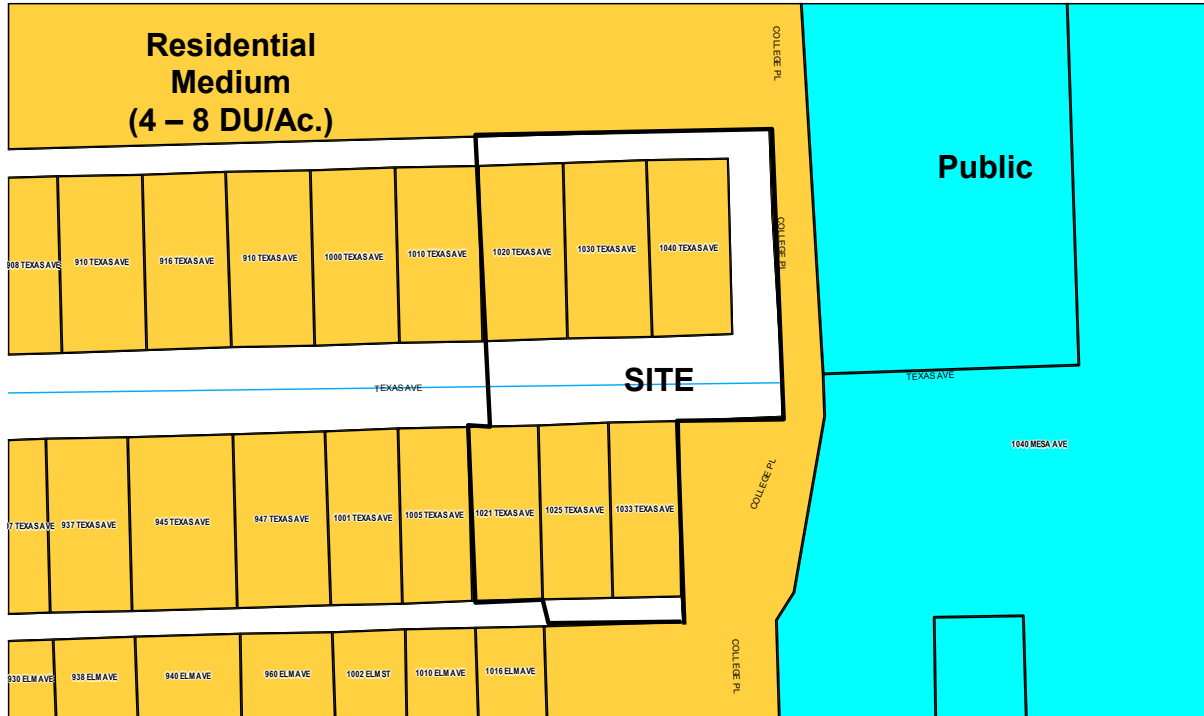 Residential
Medium
(4 – 8 DU/Ac.)
COLLEGE PL
Public
COLLEGE PL
908 TEXAS AVE
910 TEXAS AVE
916 TEXAS AVE
910 TEXAS AVE
1000 TEXAS AVE
1010 TEXAS AVE
1020 TEXAS AVE
1030 TEXAS AVE
1040 TEXAS AVE
TEXAS AVE
SITE
TEXAS AVE
1040 MESA AVE
COLLEGE PL
7 TEXAS AVE
937 TEXAS AVE
945 TEXAS AVE
947 TEXAS AVE
1001 TEXAS AVE
1005 TEXAS AVE
1021 TEXAS AVE
1025 TEXAS AVE
1033 TEXAS AVE
930 ELM AVE
938 ELM AVE
940 ELM AVE
960 ELM AVE
1002 ELM ST
1010 ELM AVE
1016 ELM AVE
COLLEGE PL